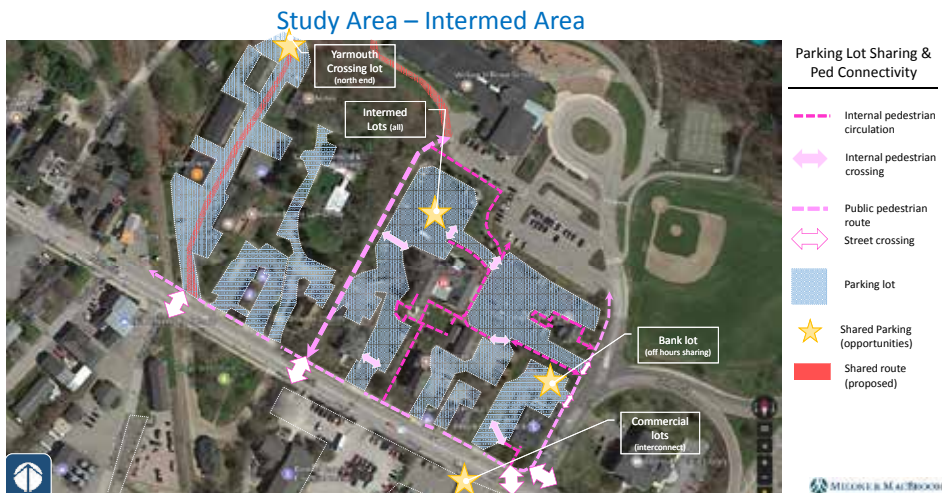 Study Area – Intermed Area
Yarmouth
Crossing lot
(north end)
Intermed
Lots (all)
Bank lot
(off hours sharing)
Commercial
lots
(interconnect)
Parking Lot Sharing &
Ped Connectivity
Internal pedestrian
circulation
Internal pedestrian
crossing
Public pedestrian
route
Street crossing
Parking lot
Shared Parking
(opportunities)
Shared route
(proposed)
MILONE & MACBROOM